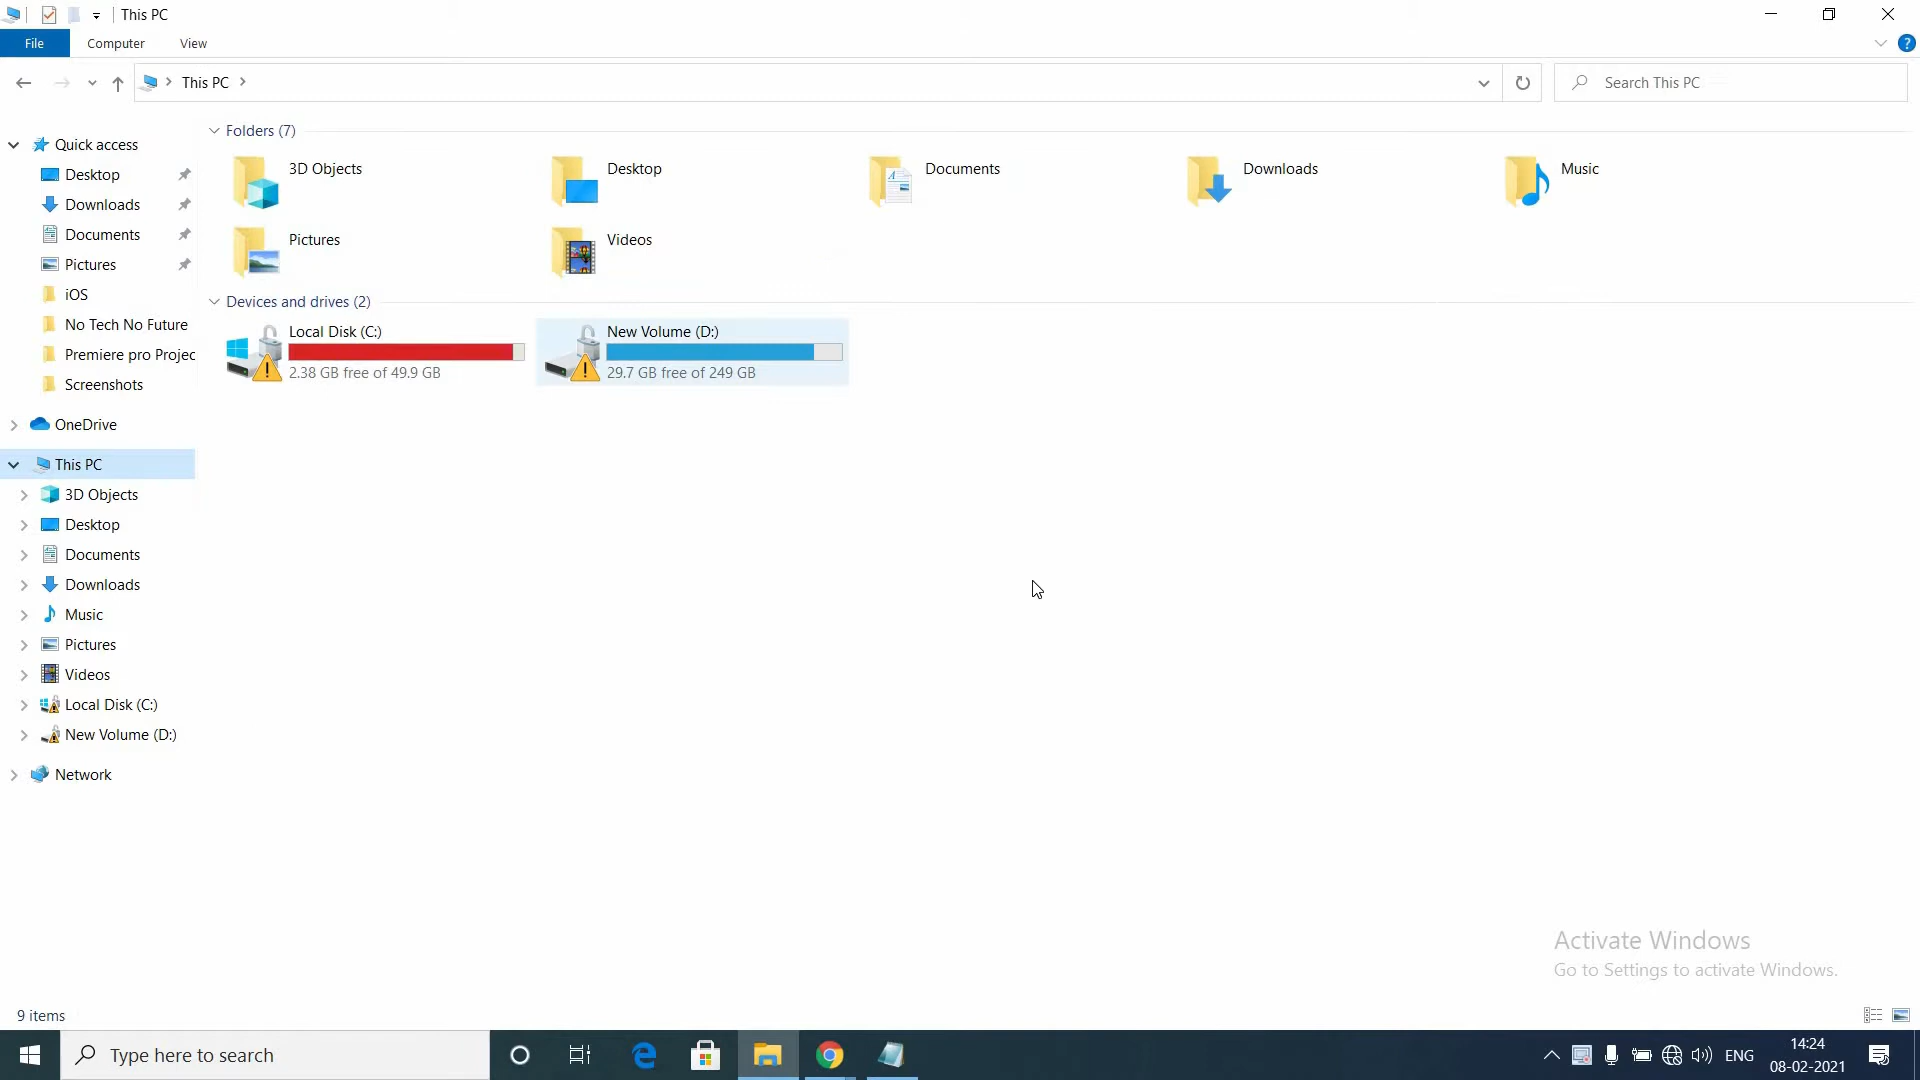 This PC
File
Computer
View
This PC
Search This PC
Quick access
Desktop
Downloads
Documents
Pictures
iOS
No Tech No Future
Premiere pro Projec
Screenshots
OneDrive
This PC
3D Objects
Desktop
Documents
Downloads
Music
Pictures
Videos
Local Disk (C:)
New Volume (D:)
Network
Folders (7)
3D Objects
Desktop
Documents
Downloads
Music
Pictures
Videos
Devices and drives (2)
Local Disk (C:)
2.38 GB free of 49.9 GB
New Volume (D:)
29.7 GB free of 249 GB
Activate Windows
Go to Settings to activate Windows.
9 items
Type here to search
ENG
14:24
08-02-2021